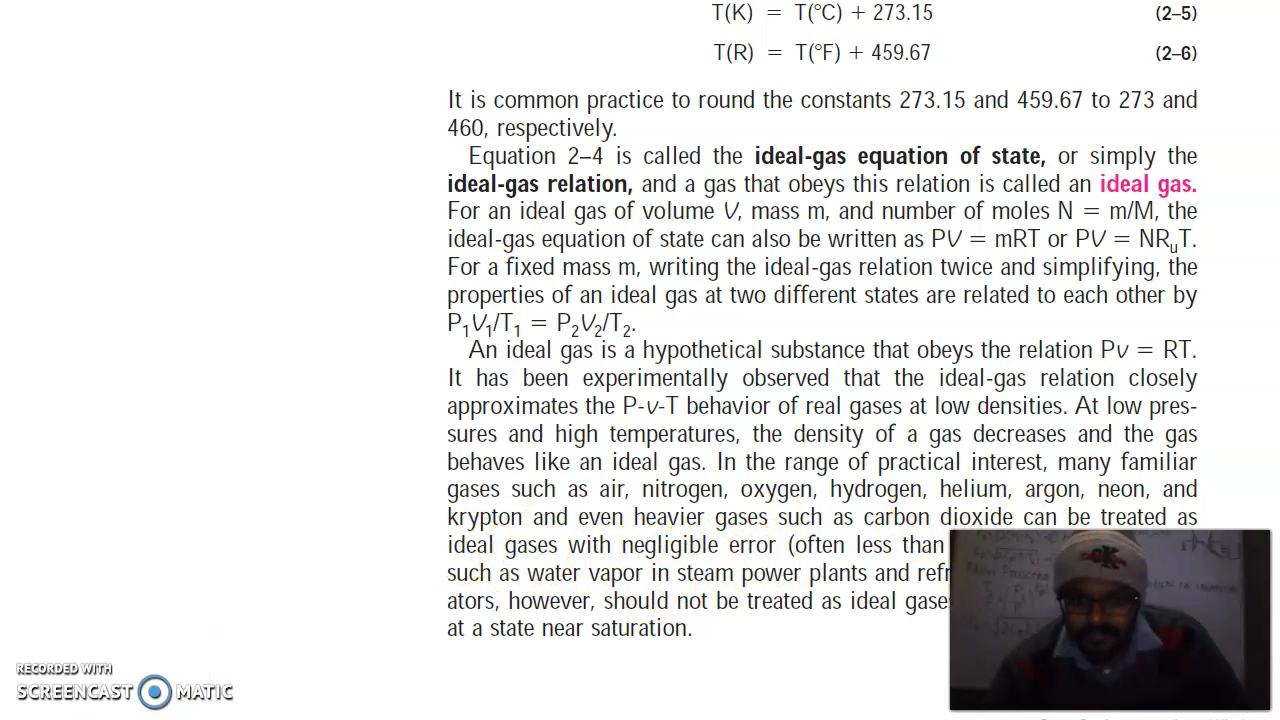 T(K) = T(°C) + 273.15 (2–5)
T(R) = T(°F) + 459.67 (2–6)
It is common practice to round the constants 273.15 and 459.67 to 273 and
460, respectively.
Equation 2–4 is called the ideal-gas equation of state, or simply the
ideal-gas relation, and a gas that obeys this relation is called an ideal gas.
For an ideal gas of volume V, mass m, and number of moles N = m/M, the
ideal-gas equation of state can also be written as PV = mRT or PV = NRᵤT.
For a fixed mass m, writing the ideal-gas relation twice and simplifying, the
properties of an ideal gas at two different states are related to each other by
P₁V₁/T₁ = P₂V₂/T₂.
An ideal gas is a hypothetical substance that obeys the relation Pv = RT.
It has been experimentally observed that the ideal-gas relation closely
approximates the P-v-T behavior of real gases at low densities. At low pres-
sures and high temperatures, the density of a gas decreases and the gas
behaves like an ideal gas. In the range of practical interest, many familiar
gases such as air, nitrogen, oxygen, hydrogen, helium, argon, neon, and
krypton and even heavier gases such as carbon dioxide can be treated as
ideal gases with negligible error (often less than
such as water vapor in steam power plants and refr
ators, however, should not be treated as ideal gases
at a state near saturation.
RECORDED WITH
SCREENCAST MATIC